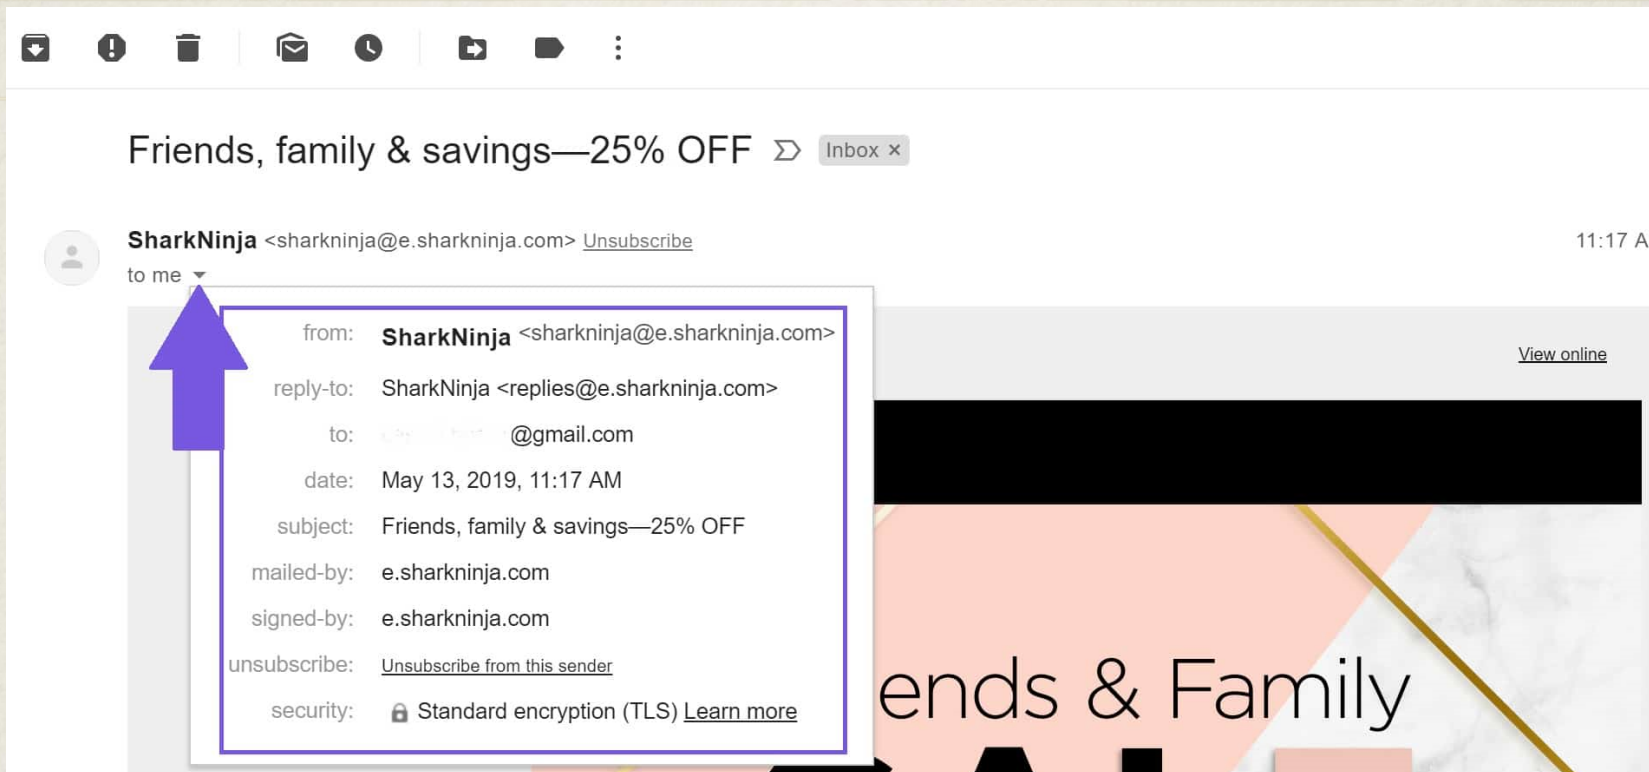 Friends, family & savings—25% OFF Inbox ×
SharkNinja <sharkninja@e.sharkninja.com> Unsubscribe 11:17 A
to me
from: SharkNinja <sharkninja@e.sharkninja.com>
View online
reply-to: SharkNinja <replies@e.sharkninja.com>
to: @gmail.com
date: May 13, 2019, 11:17 AM
subject: Friends, family & savings—25% OFF
mailed-by: e.sharkninja.com
signed-by: e.sharkninja.com
unsubscribe: Unsubscribe from this sender
security: Standard encryption (TLS) Learn more
ends & Family